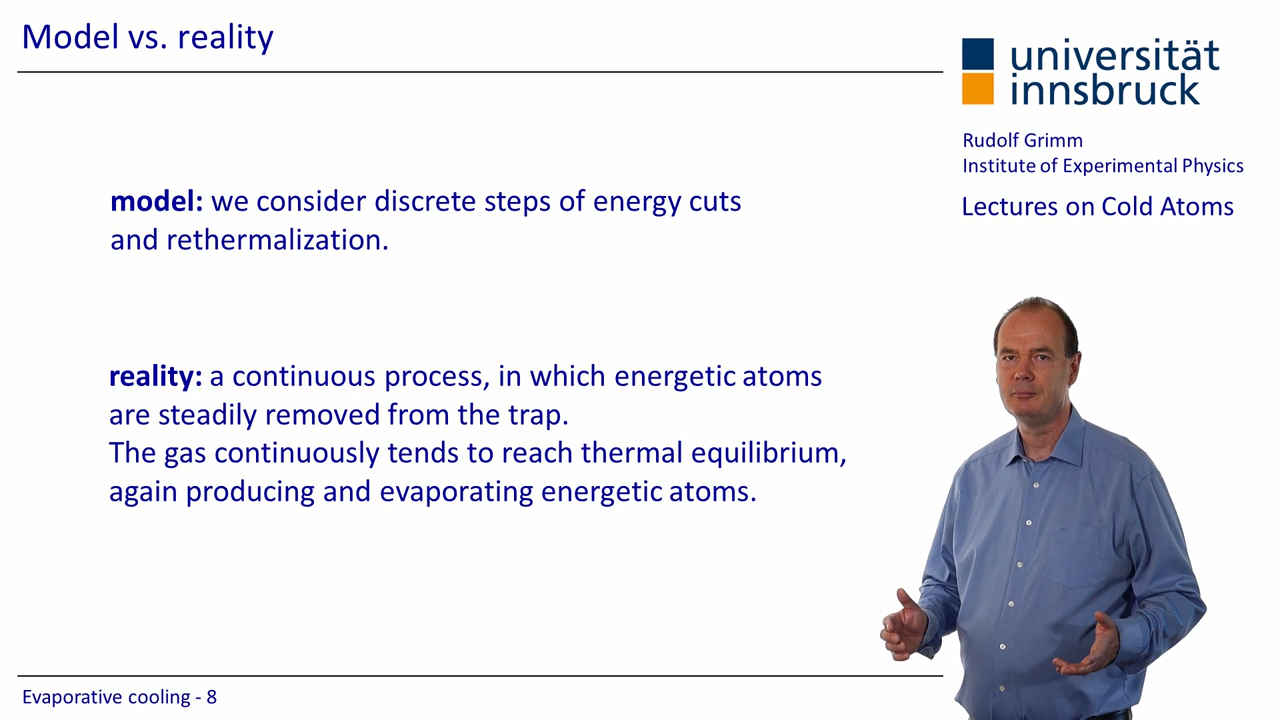 Model vs. reality
universität
innsbruck
Rudolf Grimm
Institute of Experimental Physics
Lectures on Cold Atoms
model: we consider discrete steps of energy cuts
and rethermalization.
reality: a continuous process, in which energetic atoms
are steadily removed from the trap.
The gas continuously tends to reach thermal equilibrium,
again producing and evaporating energetic atoms.
Evaporative cooling - 8